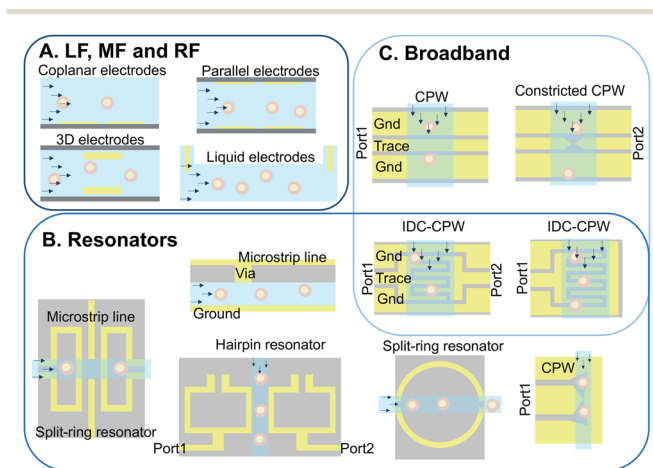 A. LF, MF and RF
Coplanar electrodes
Parallel electrodes
3D electrodes
Liquid electrodes
C. Broadband
CPW
Constricted CPW
Port1
Gnd
Trace
Gnd
Port2
IDC-CPW
IDC-CPW
Port1
Gnd
Trace
Gnd
Port2
Port1
B. Resonators
Microstrip line
Via
Ground
Microstrip line
Split-ring resonator
Hairpin resonator
Port1
Port2
Split-ring resonator
CPW
Port1